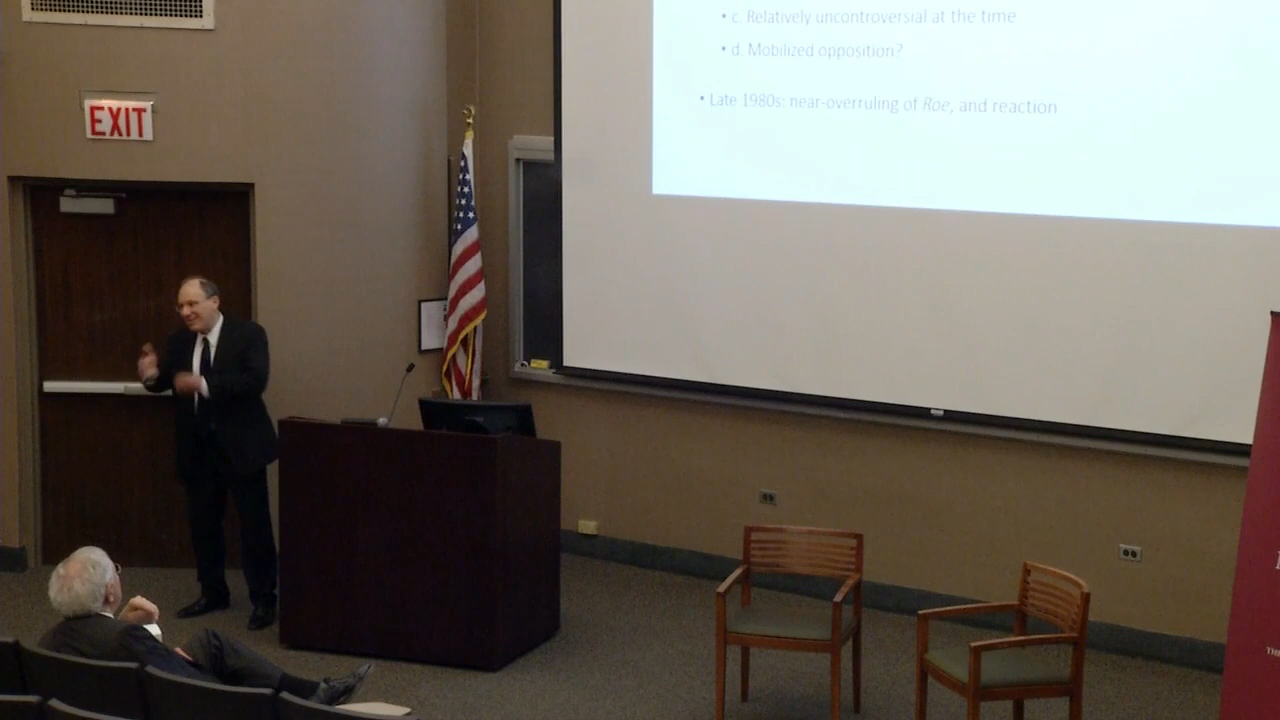 • c. Relatively uncontroversial at the time
• d. Mobilized opposition?
• Late 1980s: near-overruling of Roe, and reaction
EXIT